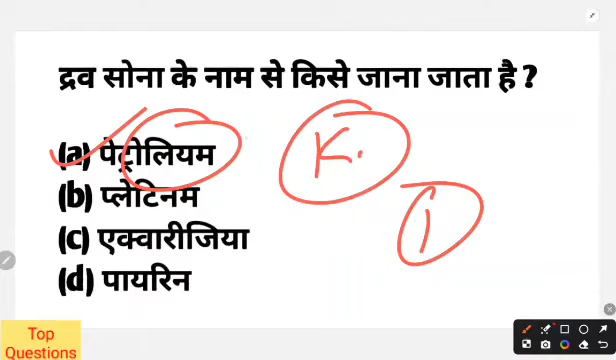 द्रव सोना के नाम से किसे जाना जाता है ?
(a) पेट्रोलियम
K.
(b) प्लेटिनम
(c) एक्वारीजिया
(d) पायरिन
Top
Questions